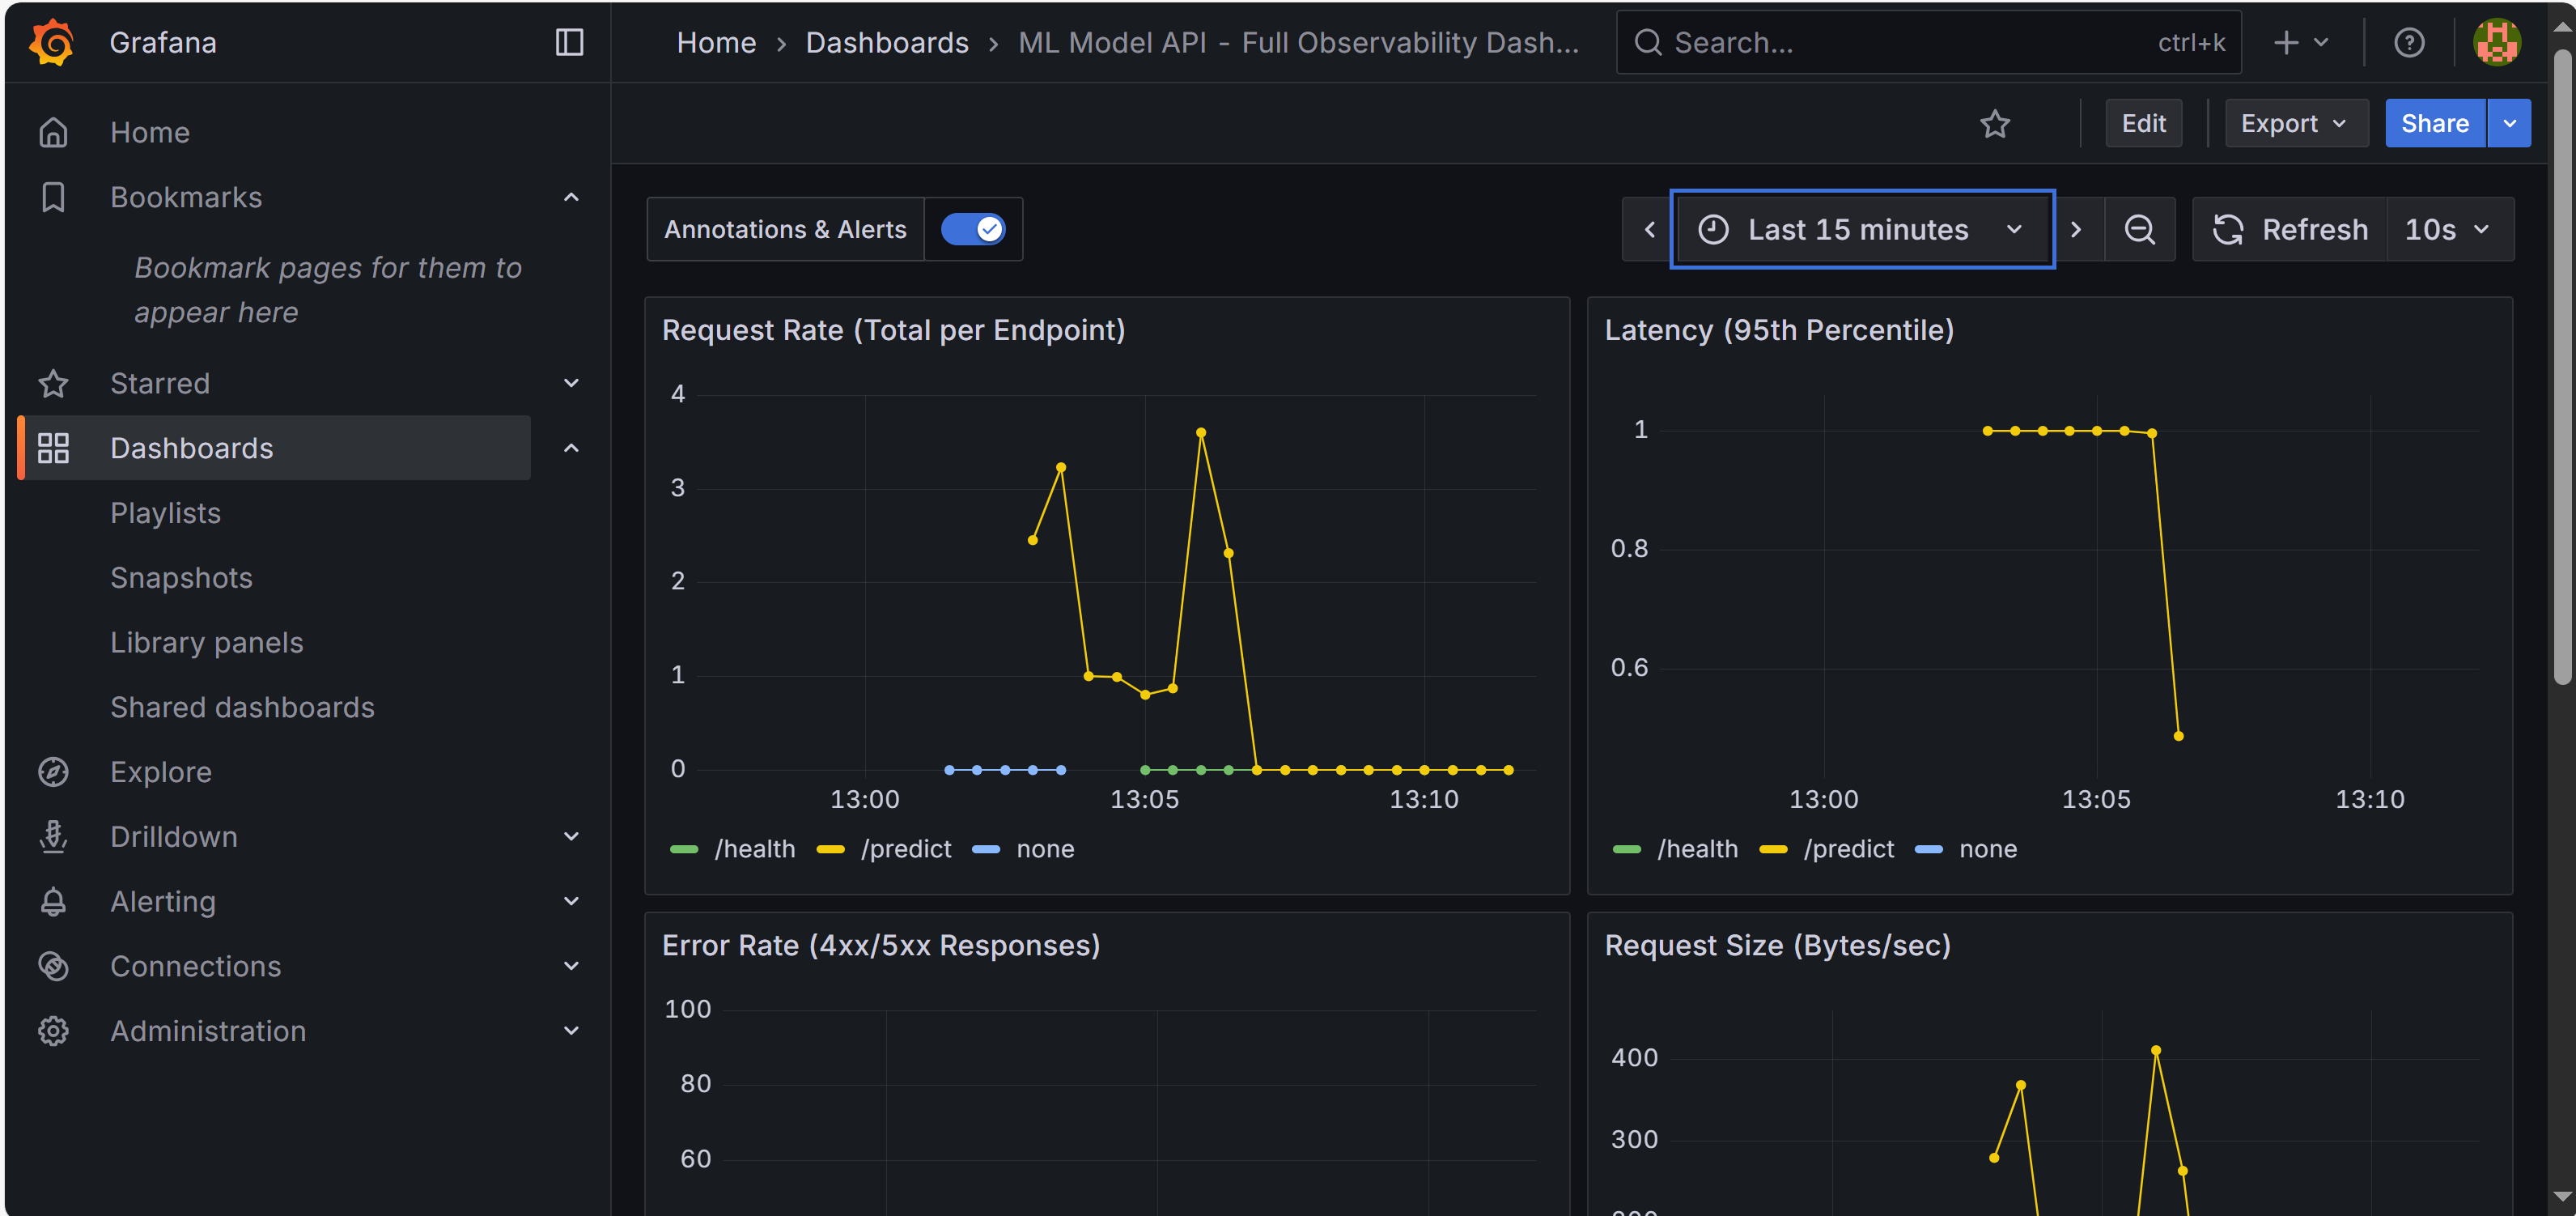 Grafana
Home › Dashboards › ML Model API - Full Observability Dash...
Search...
ctrl+k
Home
Bookmarks
Bookmark pages for them to
appear here
Starred
Dashboards
Playlists
Snapshots
Library panels
Shared dashboards
Explore
Drilldown
Alerting
Connections
Administration
Edit
Export
Share
Annotations & Alerts
Last 15 minutes
Refresh
10s
Request Rate (Total per Endpoint)
4
3
2
1
0
13:00 13:05 13:10
/health /predict none
Latency (95th Percentile)
1
0.8
0.6
13:00 13:05 13:10
/health /predict none
Error Rate (4xx/5xx Responses)
100
80
60
Request Size (Bytes/sec)
400
300